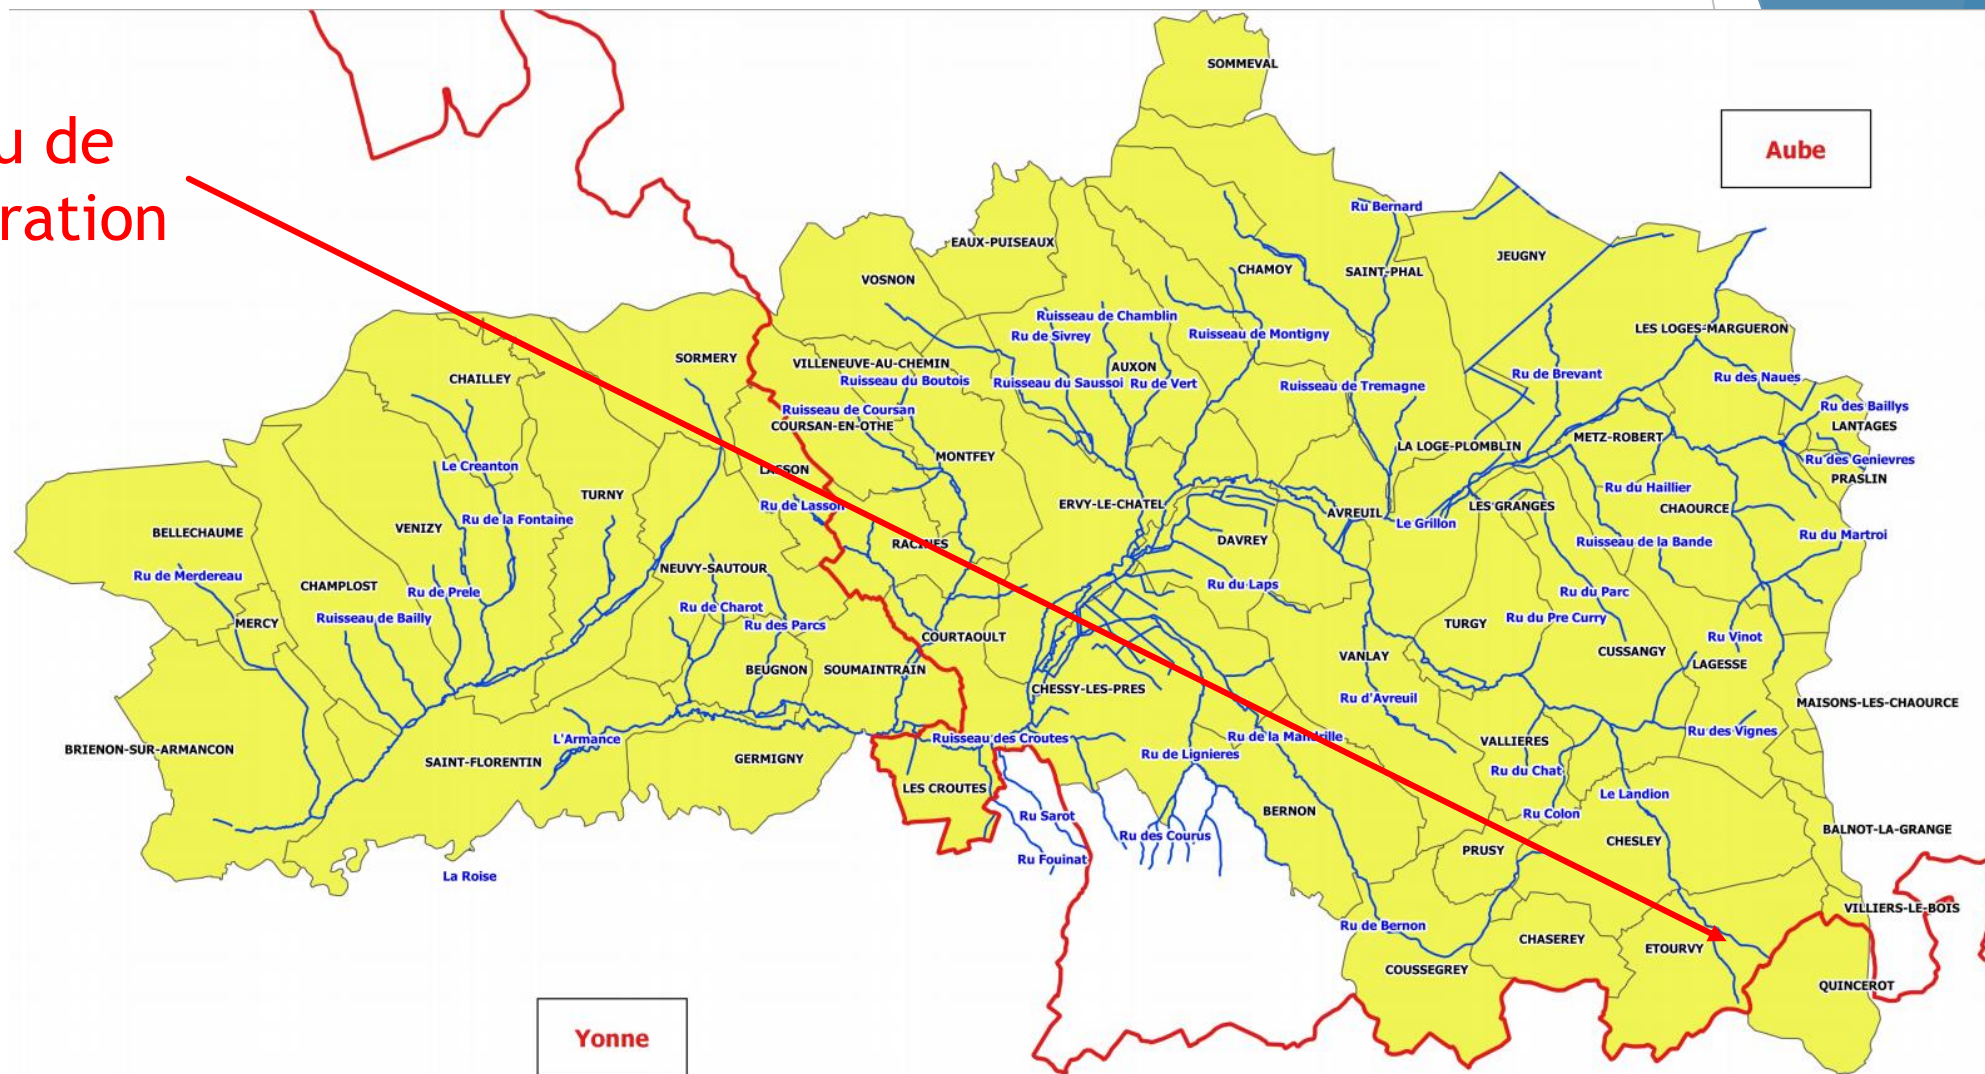 u de
ration
SOMMEVAL
Aube
Ru Bernard
EAUX-PUISEAUX
JEUGNY
CHAMOY
SAINT-PHAL
VOSNON
Ruisseau de Chamblin
LES LOGES-MARGUERON
Ru de Sivrey
Ruisseau de Montigny
SORMERY
VILLENEUVE-AU-CHEMIN
AUXON
CHAILLEY
Ruisseau du Boutois
Ruisseau du Saussoi
Ru de Vert
Ruisseau de Tremagne
Ru de Brevant
Ru des Naues
Ruisseau de Coursan
Ru des Baillys
COURSAN-EN-OTHE
LANTAGES
METZ-ROBERT
LA LOGE-PLOMBLIN
MONTFEY
Ru des Genievres
Le Creanton
LASSON
PRASLIN
TURNY
Ru du Haillier
Ru de Lasson
ERVY-LE-CHATEL
LES GRANGES
CHAOURCE
AVREUIL
Ru de la Fontaine
Le Grillon
VENIZY
BELLECHAUME
Ru du Martroi
DAVREY
Ruisseau de la Bande
RACINES
NEUVY-SAUTOUR
Ru de Merdereau
CHAMPLOST
Ru du Laps
Ru de Prele
Ru du Parc
Ru de Charot
Ruisseau de Bailly
Ru du Pre Curry
MERCY
Ru des Parcs
TURGY
COURTAOULT
Ru Vinot
CUSSANGY
VANLAY
LAGESSE
BEUGNON
SOUMAINTRAIN
CHESSY-LES-PRES
Ru d'Avreuil
MAISONS-LES-CHAOURCE
Ru des Vignes
L'Armance
Ruisseau des Croutes
Ru de la Mandrille
VALLIERES
BRIENON-SUR-ARMANCON
Ru de Lignieres
GERMIGNY
SAINT-FLORENTIN
Ru du Chat
LES CROUTES
Le Landion
BERNON
Ru Sarot
Ru Colon
BALNOT-LA-GRANGE
Ru des Courus
CHESLEY
PRUSY
Ru Fouinat
La Roise
VILLIERS-LE-BOIS
Ru de Bernon
CHASEREY
ETOURVY
COUSSEGREY
QUINCEROT
Yonne